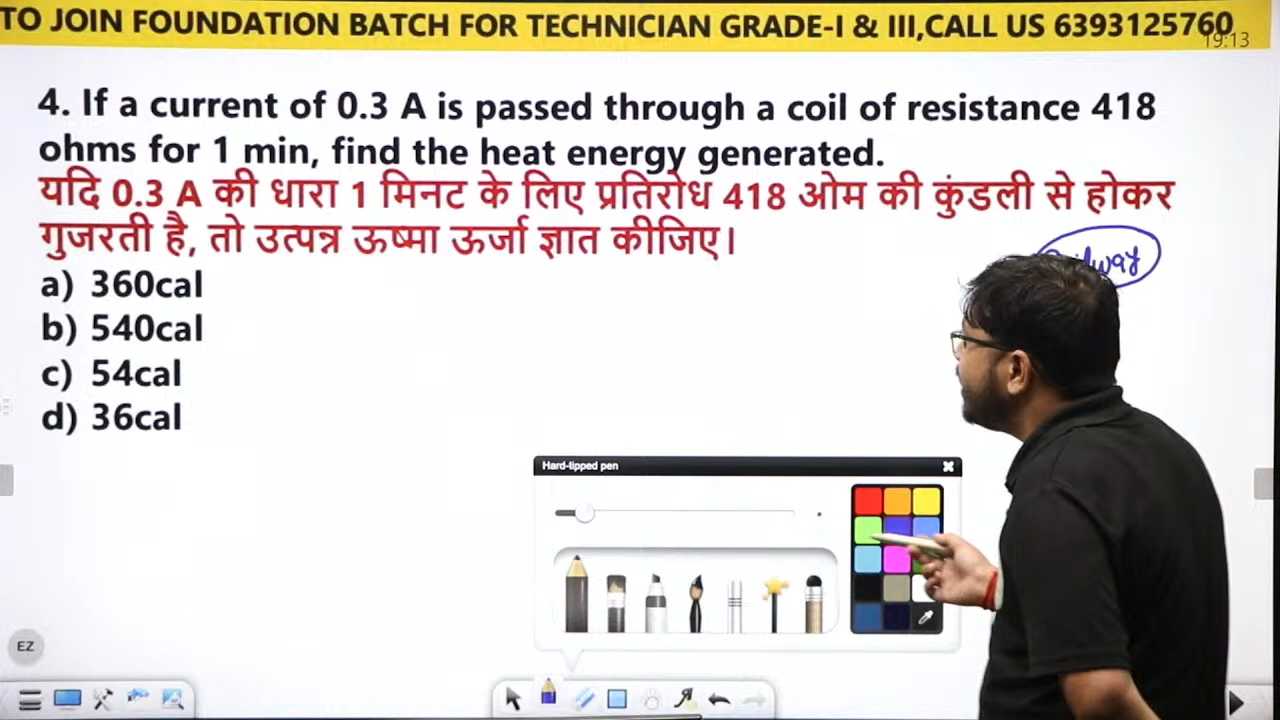 TO JOIN FOUNDATION BATCH FOR TECHNICIAN GRADE-I & III,CALL US 6393125760
19:13
4. If a current of 0.3 A is passed through a coil of resistance 418
ohms for 1 min, find the heat energy generated.
यदि 0.3 A की धारा 1 मिनट के लिए प्रतिरोध 418 ओम की कुंडली से होकर
गुजरती है, तो उत्पन्न ऊष्मा ऊर्जा ज्ञात कीजिए।
a) 360cal
b) 540cal
c) 54cal
d) 36cal
Hard-lipped pen
EZ